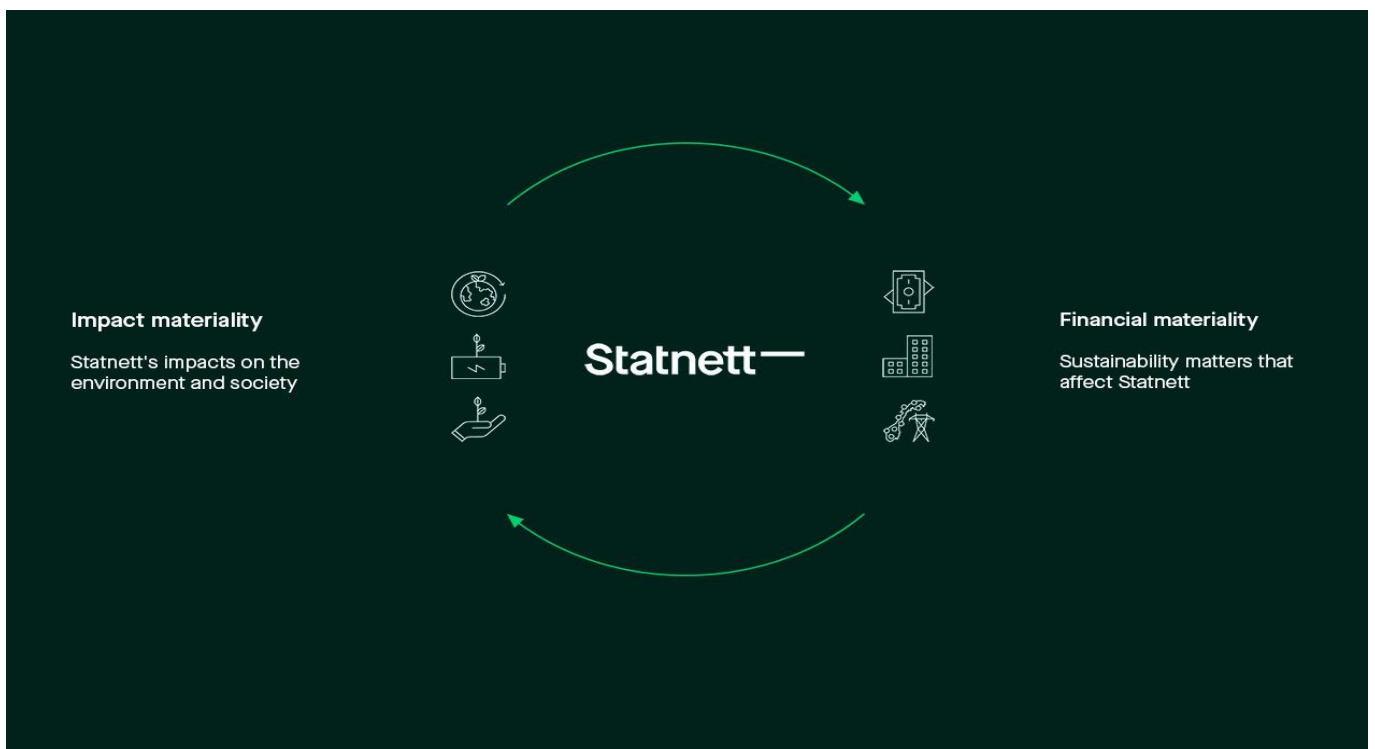 Impact materiality
Statnett's impacts on the
environment and society
Statnett
Financial materiality
Sustainability matters that
affect Statnett